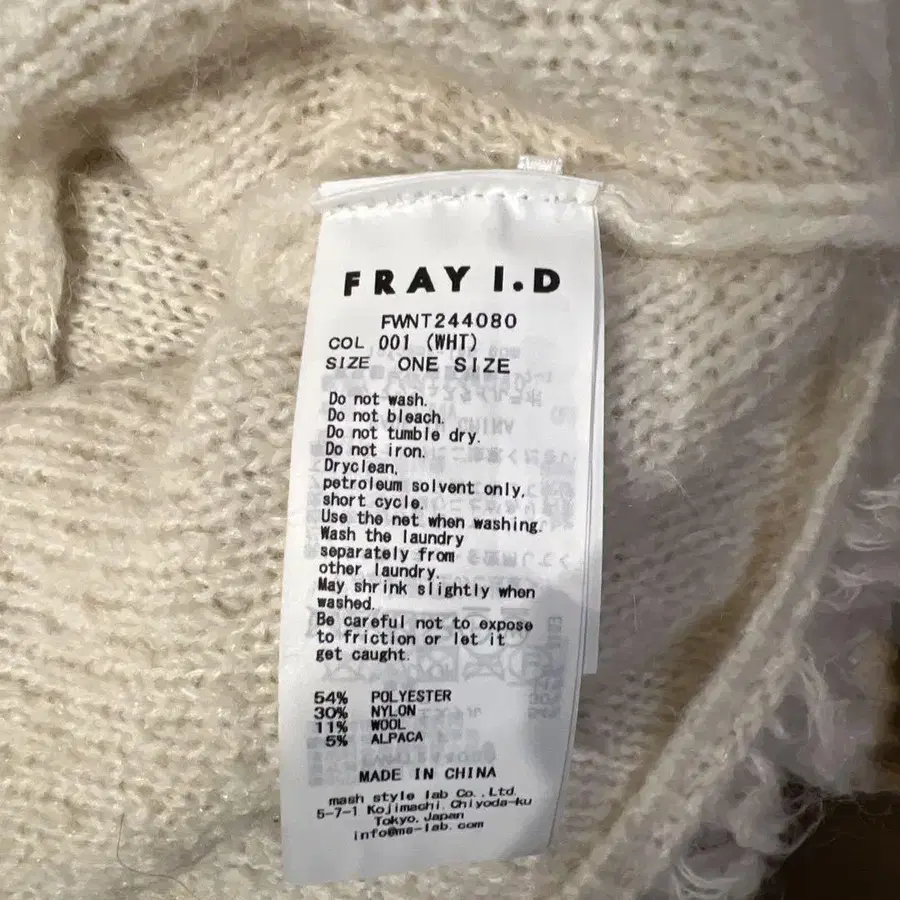 FRAY I.D
FWNT244080
COL 001 (WHT)
SIZE ONE SIZE
Do not wash.
Do not bleach.
Do not tumble dry.
Do not iron.
Dryclean,
petroleum solvent only,
short cycle.
Use the net when washing.
Wash the laundry
separately from
other laundry.
May shrink slightly when
washed.
Be careful not to expose
to friction or let it
get caught.
54% POLYESTER
30% NYLON
11% WOOL
5% ALPACA
MADE IN CHINA
mash style lab Co.,Ltd.
5-7-1 Kojimachi,Chiyoda-ku
Tokyo,Japan
info@ms-lab.com